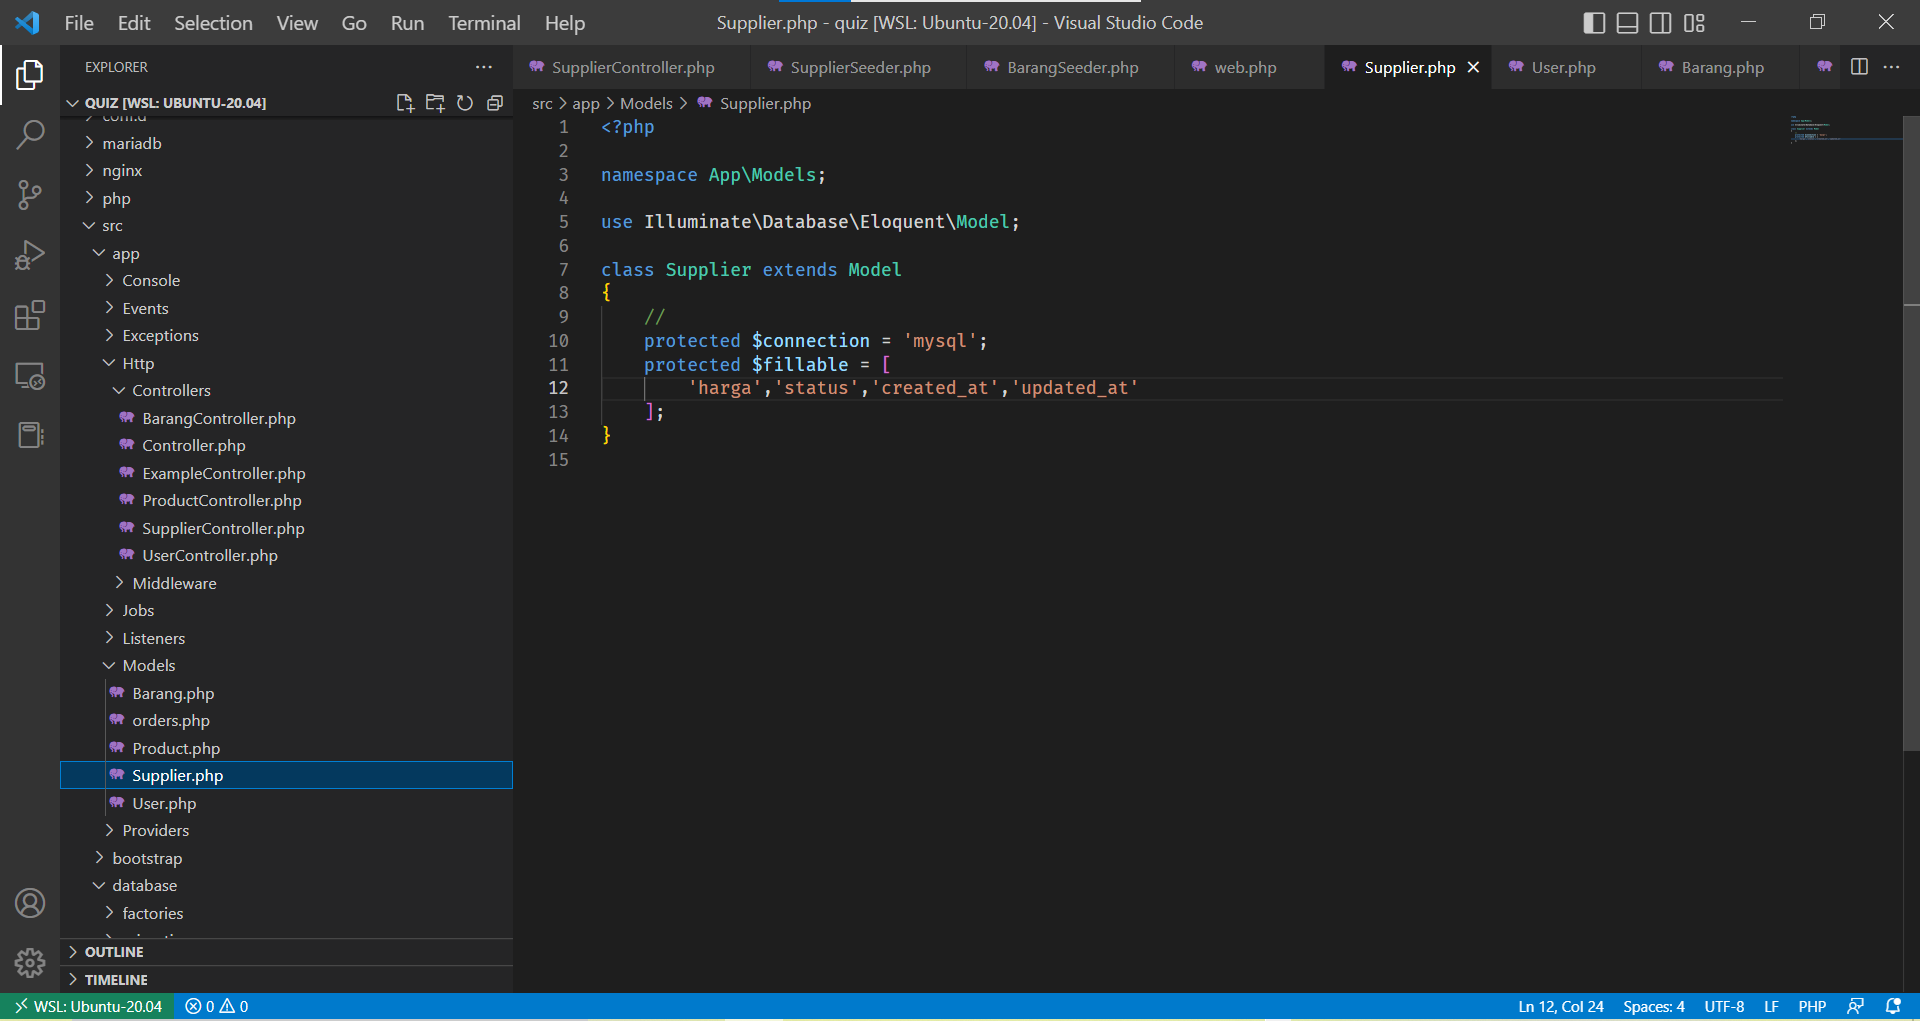 File Edit Selection View Go Run Terminal Help
Supplier.php - quiz [WSL: Ubuntu-20.04] - Visual Studio Code
EXPLORER
QUIZ [WSL: UBUNTU-20.04]
conf.d
mariadb
nginx
php
src
app
Console
Events
Exceptions
Http
Controllers
BarangController.php
Controller.php
ExampleController.php
ProductController.php
SupplierController.php
UserController.php
Middleware
Jobs
Listeners
Models
Barang.php
orders.php
Product.php
Supplier.php
User.php
Providers
bootstrap
database
factories
OUTLINE
TIMELINE
SupplierController.php SupplierSeeder.php BarangSeeder.php web.php Supplier.php User.php Barang.php
src > app > Models > Supplier.php
1 <?php
2
3 namespace App\Models;
4
5 use Illuminate\Database\Eloquent\Model;
6
7 class Supplier extends Model
8 {
9 //
10 protected $connection = 'mysql';
11 protected $fillable = [
12 'harga','status','created_at','updated_at'
13 ];
14 }
15
WSL: Ubuntu-20.04 0 0 Ln 12, Col 24 Spaces: 4 UTF-8 LF PHP